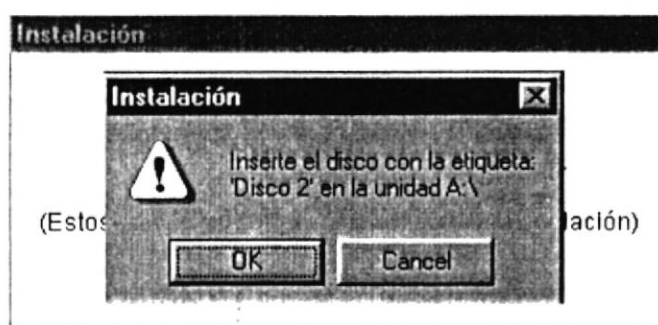 Instalación
Instalación
Inserte el disco con la etiqueta:
'Disco 2' en la unidad A:\
(Estos
lación)
OK
Cancel